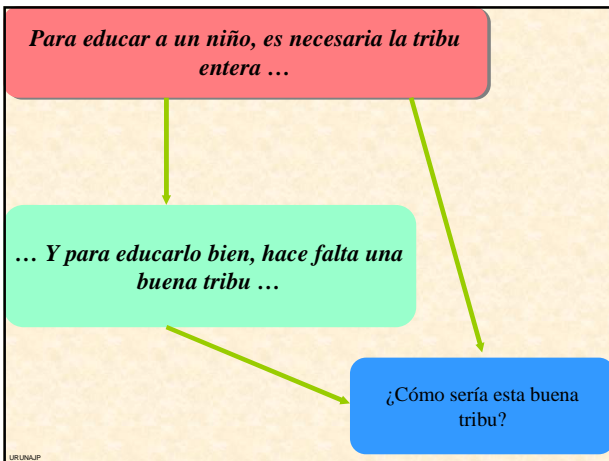 Para educar a un niño, es necesaria la tribu
entera …
… Y para educarlo bien, hace falta una
buena tribu …
¿Cómo sería esta buena
tribu?
URUNAJP